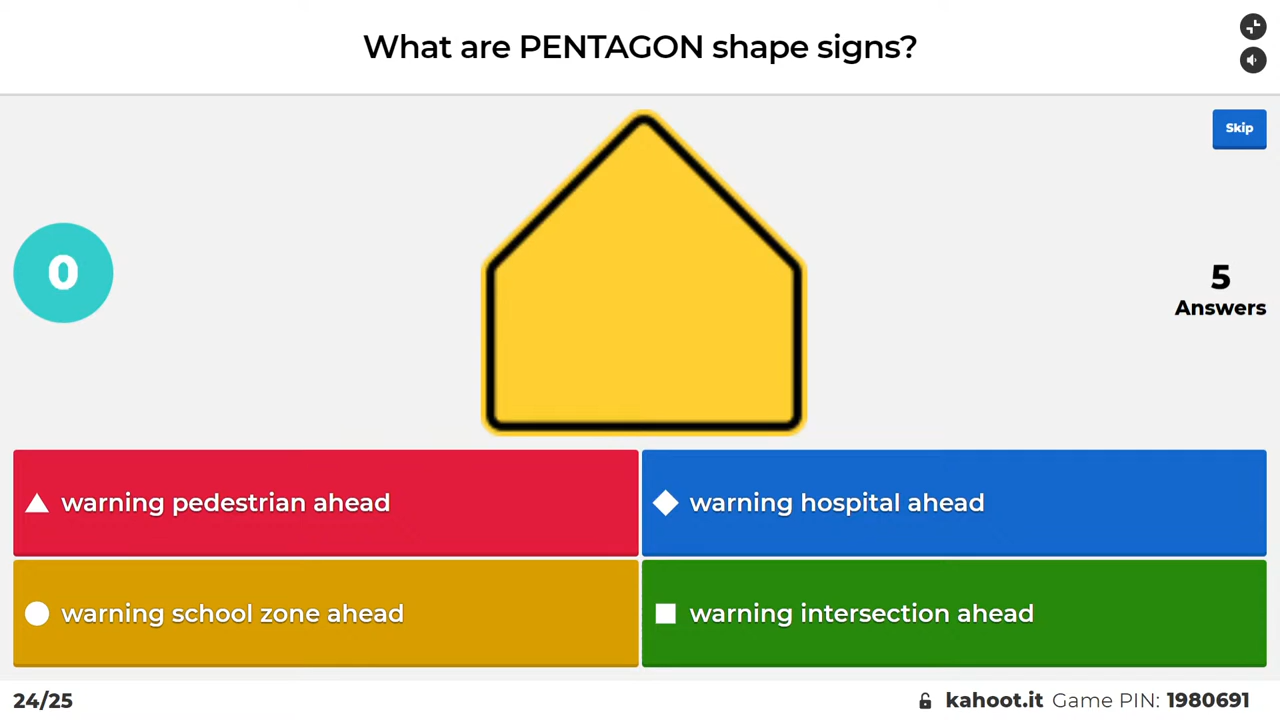 What are PENTAGON shape signs?
Skip
0
5
Answers
warning pedestrian ahead
warning hospital ahead
warning school zone ahead
warning intersection ahead
24/25
kahoot.it Game PIN: 1980691